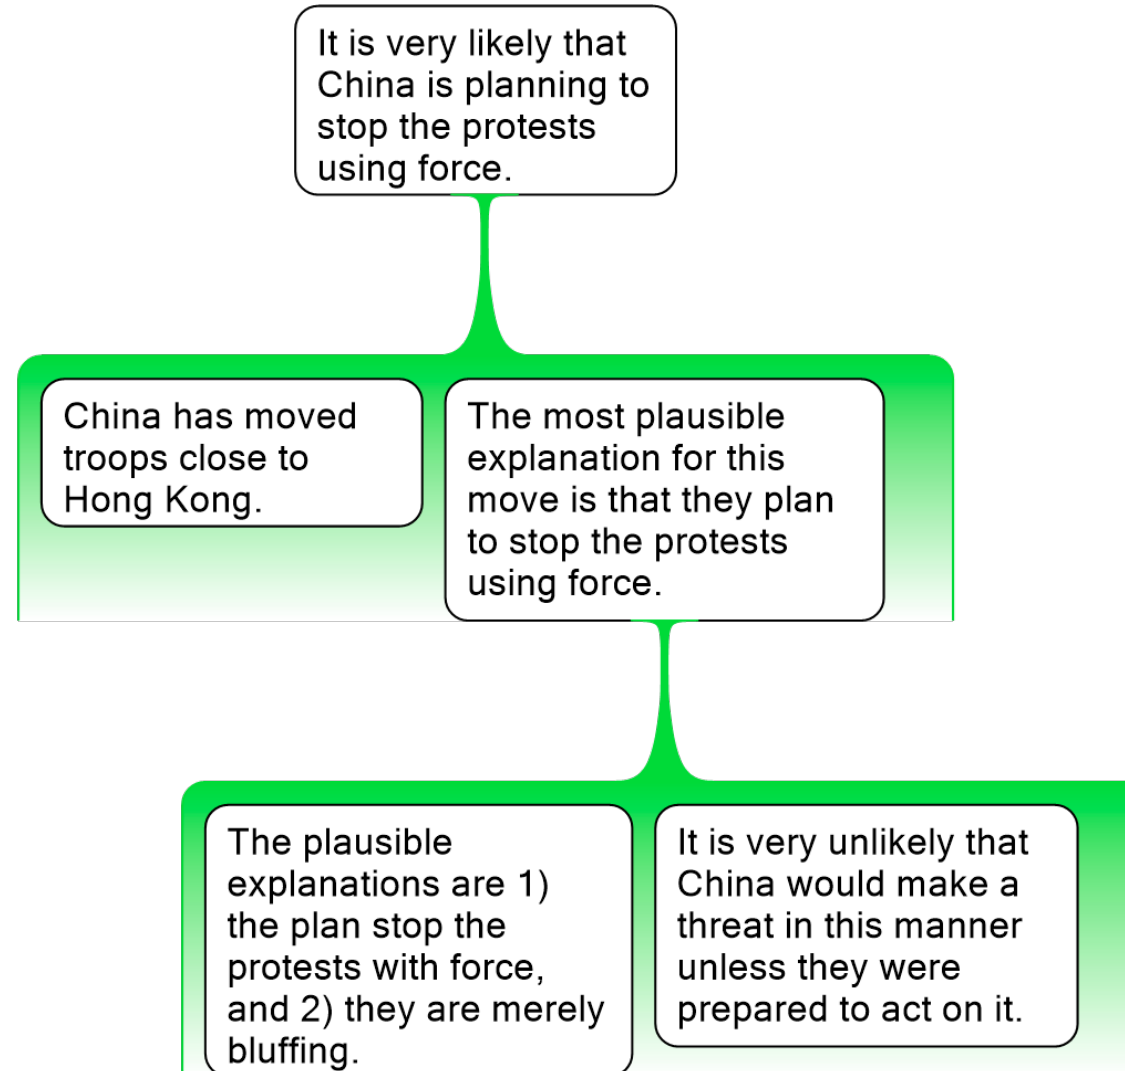 It is very likely that
China is planning to
stop the protests
using force.
China has moved
troops close to
Hong Kong.
The most plausible
explanation for this
move is that they plan
to stop the protests
using force.
The plausible
explanations are 1)
the plan stop the
protests with force,
and 2) they are merely
bluffing.
It is very unlikely that
China would make a
threat in this manner
unless they were
prepared to act on it.